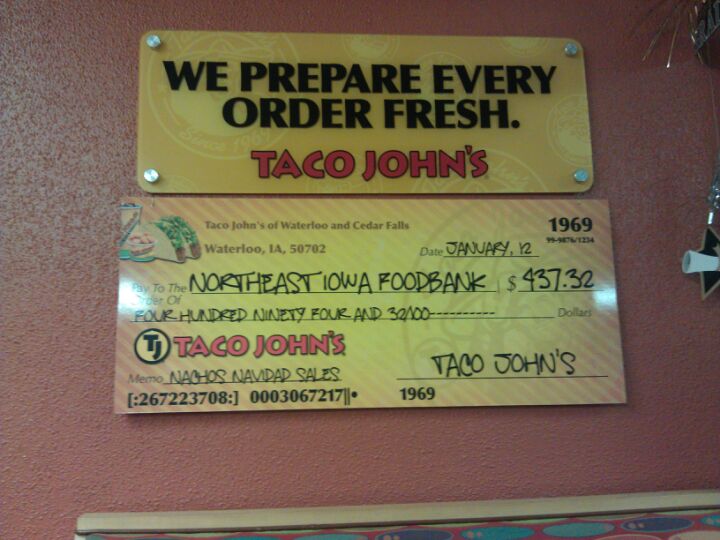 WE PREPARE EVERY
ORDER FRESH.
TACO JOHN'S
Taco John's of Waterloo and Cedar Falls
1969
Waterloo, IA, 50702
Date JANUARY, 12
99-9876/1234
Pay To The
Order Of
NORTHEAST IOWA FOODBANK $ 437.32
FOUR HUNDRED NINETY FOUR AND 32/100---------- Dollars
TJ TACO JOHN'S
Memo NACHOS NAVIDAD SALES
TACO JOHN'S
[:267223708:] 0003067217||• 1969